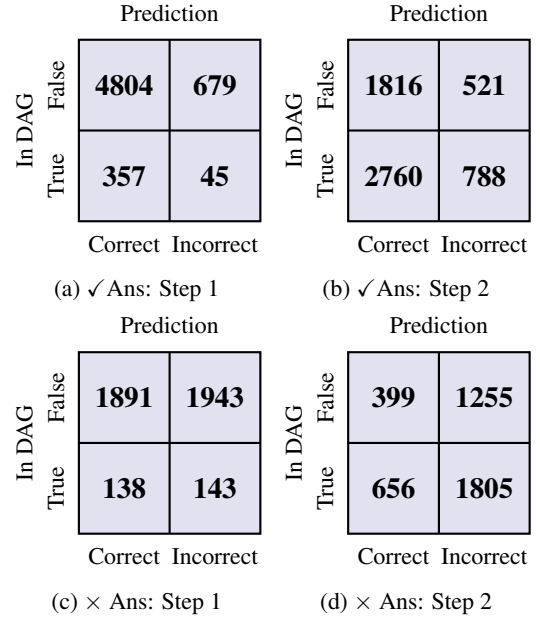 Prediction Prediction
In DAG False 4804 679 In DAG False 1816 521
True 357 45 True 2760 788
Correct Incorrect Correct Incorrect
(a) ✓Ans: Step 1 (b) ✓Ans: Step 2
Prediction Prediction
In DAG False 1891 1943 In DAG False 399 1255
True 138 143 True 656 1805
Correct Incorrect Correct Incorrect
(c) × Ans: Step 1 (d) × Ans: Step 2